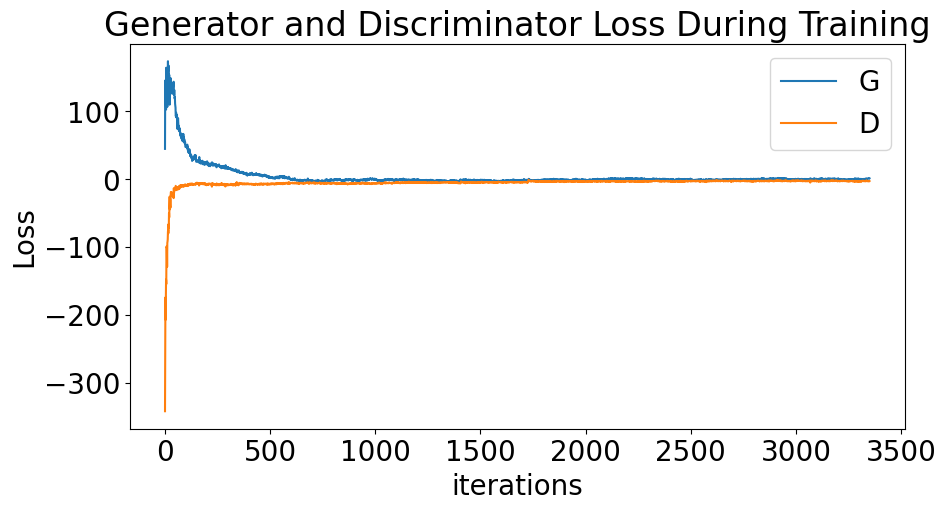 Generator and Discriminator Loss During Training
G
D
Loss
100
0
−100
−200
−300
0 500 1000 1500 2000 2500 3000 3500
iterations